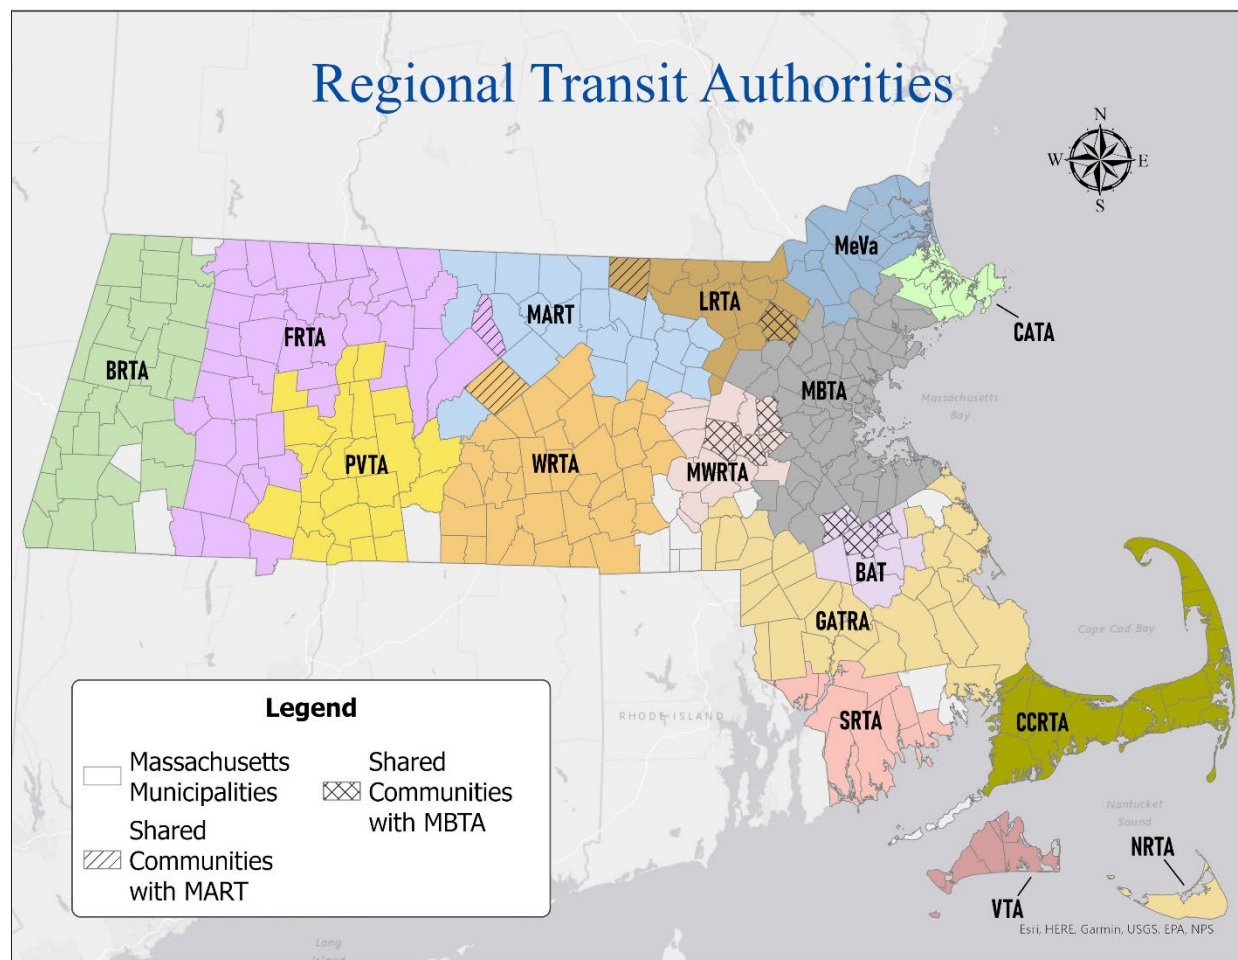 Regional Transit Authorities
N
W
E
S
MeVa
CATA
LRTA
MART
FRTA
BRTA
MBTA
Massachusetts
Bay
PVTA
WRTA
MWRTA
BAT
GATRA
Cape Cod Bay
RHODE ISLAND
SRTA
CCRTA
Nantucket
Sound
NRTA
VTA
Esri, HERE, Garmin, USGS, EPA, NPS
Long
Island
Legend
Massachusetts
Municipalities
Shared
Communities
with MART
Shared
Communities
with MBTA